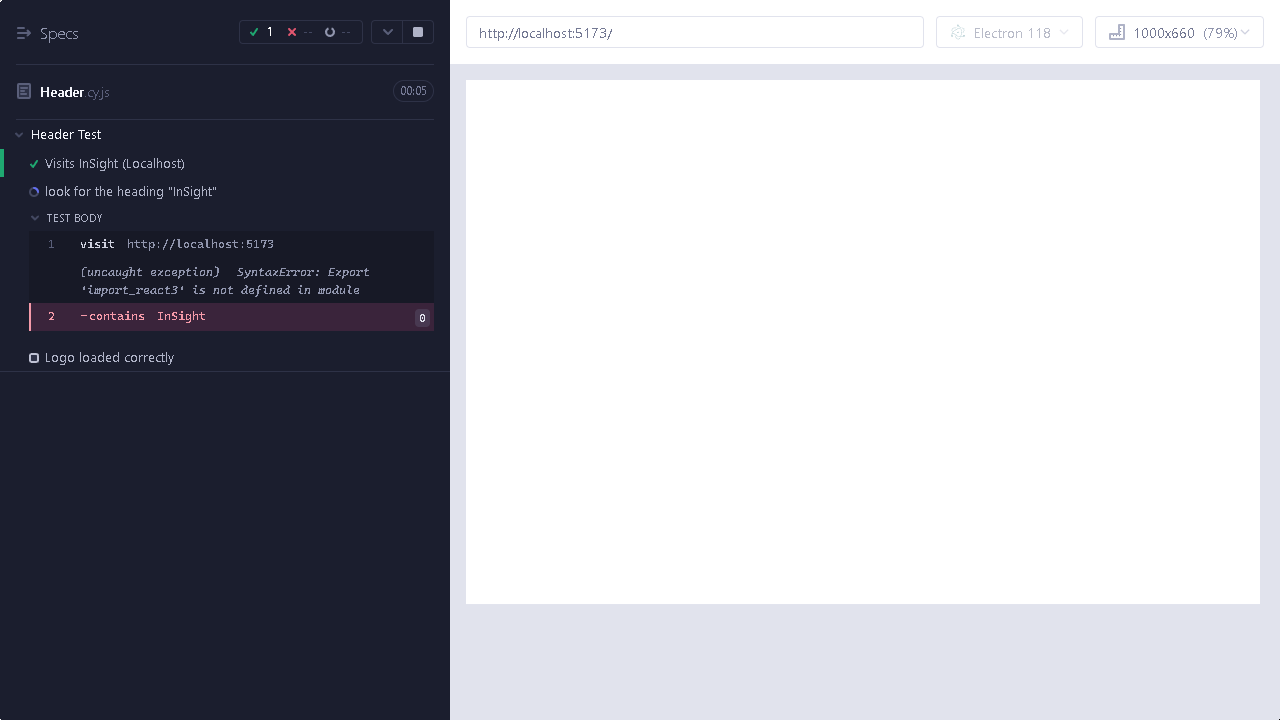 Specs
1 -- --
Header.cy.js 00:05
Header Test
Visits InSight (Localhost)
look for the heading "InSight"
TEST BODY
1 visit http://localhost:5173
(uncaught exception) SyntaxError: Export
'import_react3' is not defined in module
2 -contains InSight 0
Logo loaded correctly
http://localhost:5173/
Electron 118
1000x660 (79%)